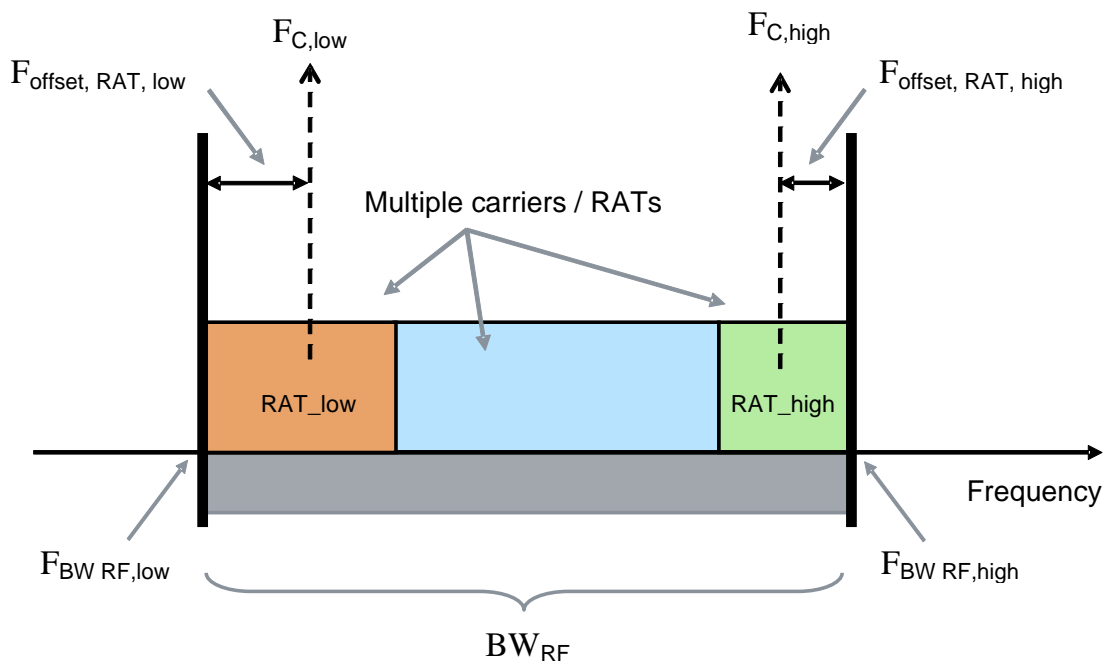 F_C,low
F_C,high
F_offset, RAT, low
F_offset, RAT, high
Multiple carriers / RATs
RAT_low
RAT_high
Frequency
F_BW RF,low
F_BW RF,high
BW_RF